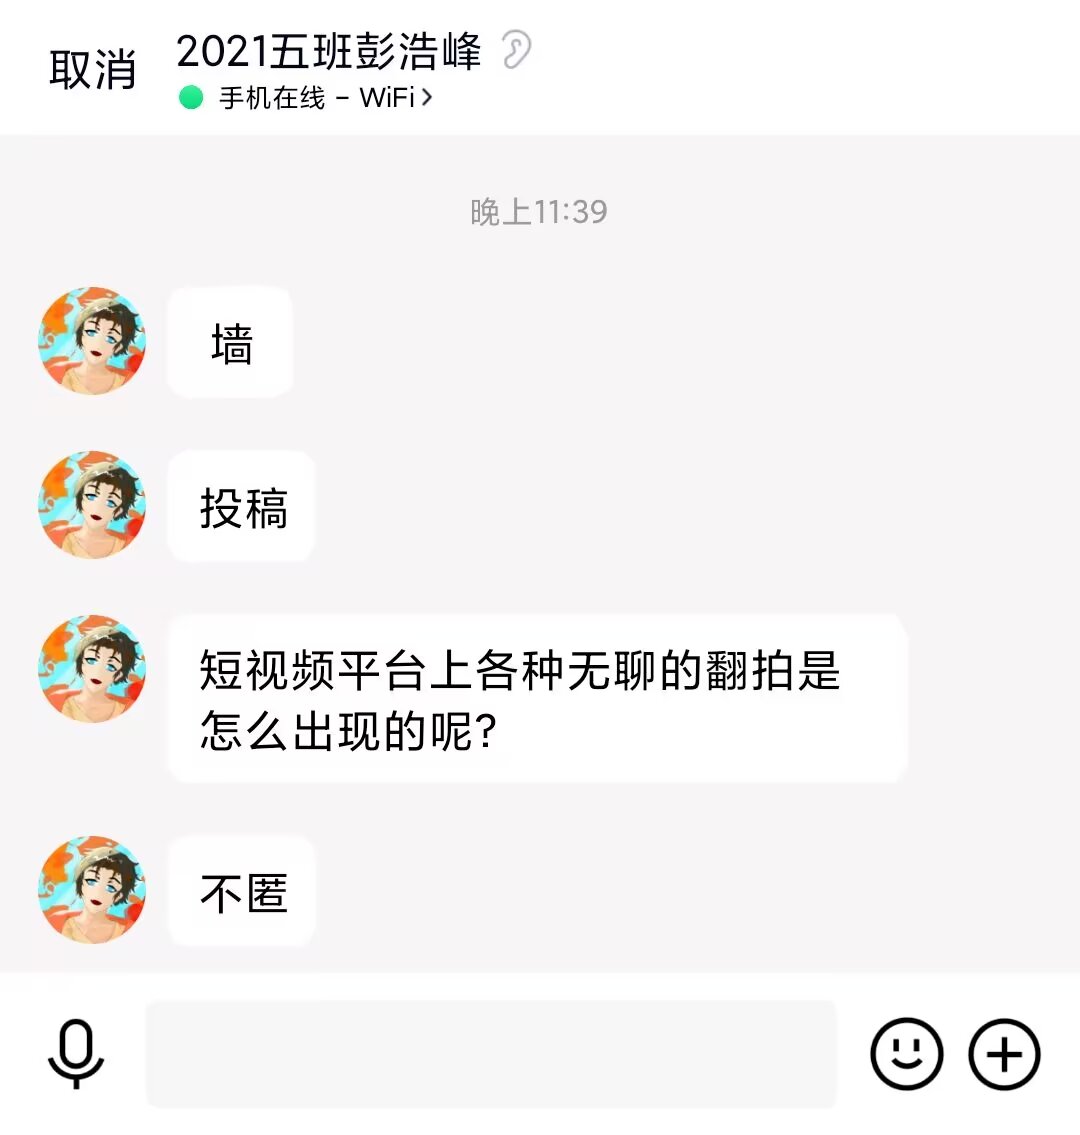 取消
2021五班彭浩峰
手机在线 - WiFi>
晚上11:39
墙
投稿
短视频平台上各种无聊的翻拍是
怎么出现的呢?
不匿